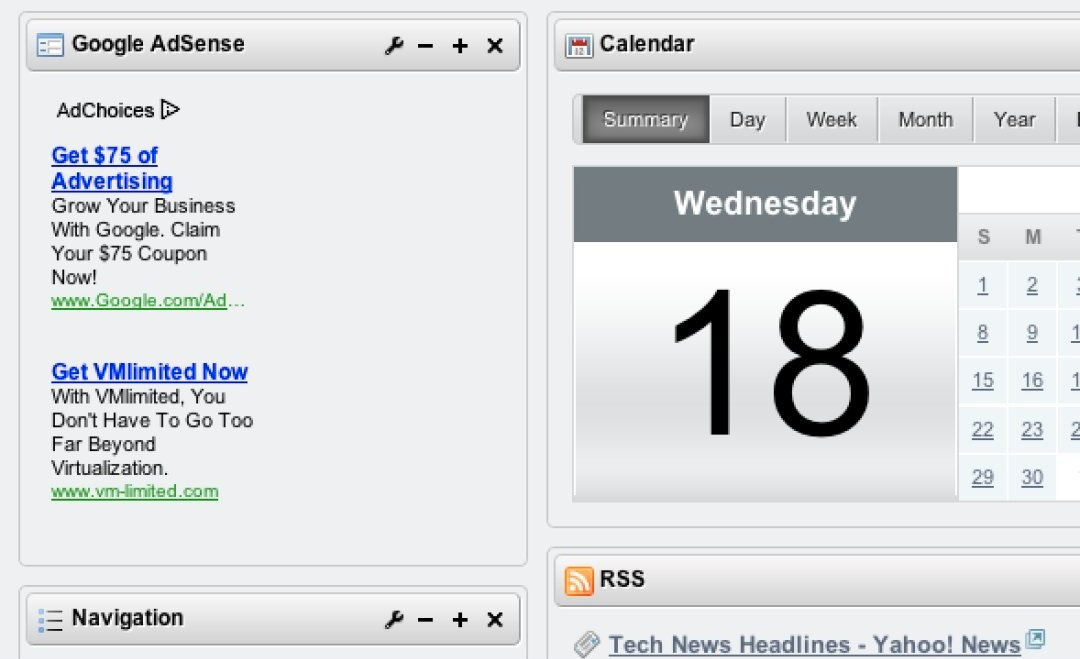 Google AdSense
AdChoices
Get $75 of
Advertising
Grow Your Business
With Google. Claim
Your $75 Coupon
Now!
www.Google.com/Ad...
Get VMlimited Now
With VMlimited, You
Don't Have To Go Too
Far Beyond
Virtualization.
www.vm-limited.com
Navigation
Calendar
Summary Day Week Month Year
Wednesday
18
S M
1 2
8 9
15 16
22 23
29 30
RSS
Tech News Headlines - Yahoo! News